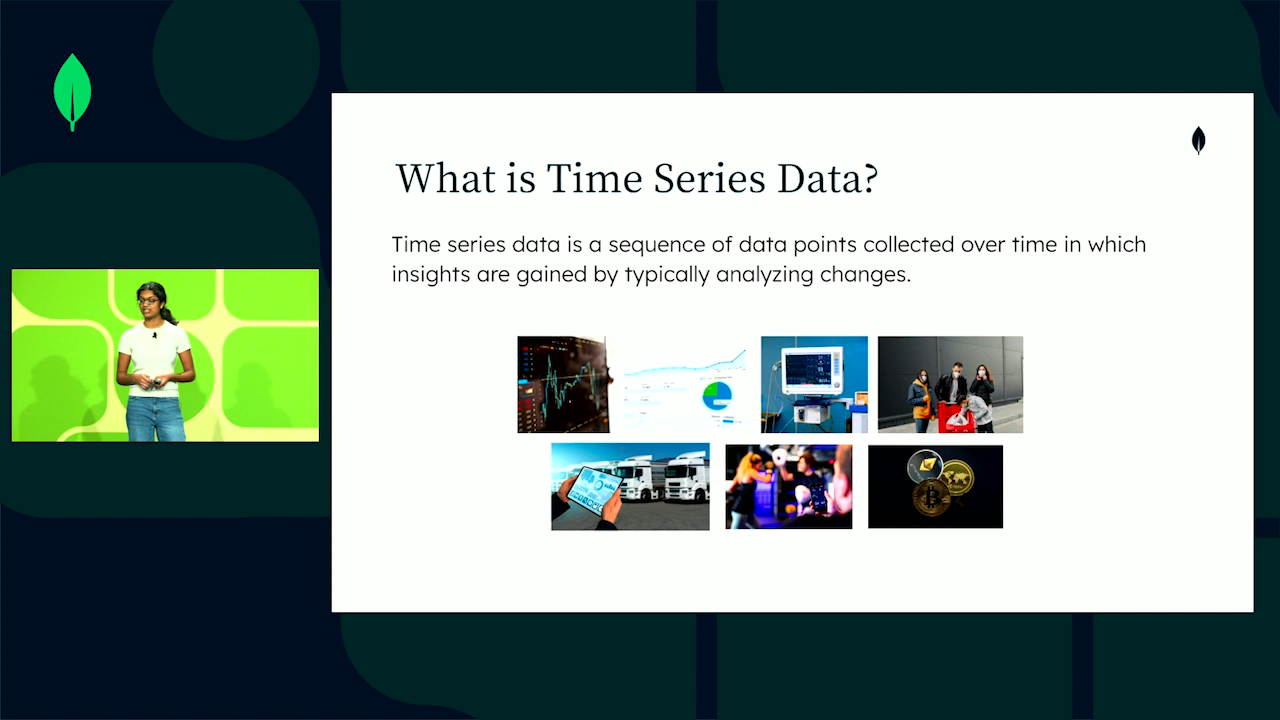 What is Time Series Data?
Time series data is a sequence of data points collected over time in which
insights are gained by typically analyzing changes.